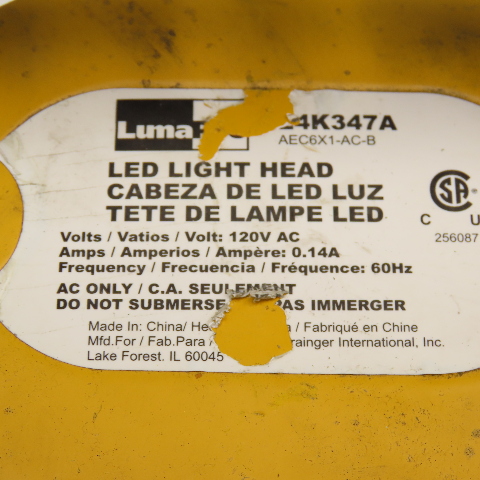 Luma
4K347A
AEC6X1-AC-B
LED LIGHT HEAD
CABEZA DE LED LUZ
TETE DE LAMPE LED
Volts / Vatios / Volt: 120V AC
Amps / Amperios / Ampère: 0.14A
Frequency / Frecuencia / Fréquence: 60Hz
AC ONLY / C.A. SEULEMENT
DO NOT SUBMERSE PAS IMMERGER
SA
C U
256087
Made In: China/ He a / Fabriqué en Chine
Mfd.For / Fab.Para / rainger International, Inc.
Lake Forest. IL 60045